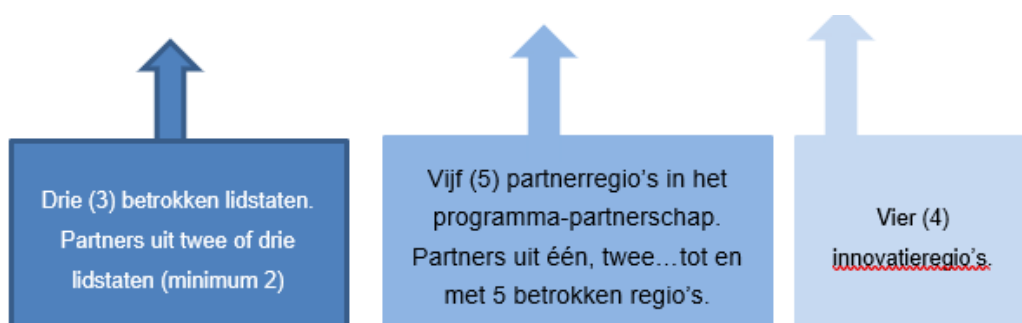 Drie (3) betrokken lidstaten.
Partners uit twee of drie
lidstaten (minimum 2)
Vijf (5) partnerregio's in het
programma-partnerschap.
Partners uit één, twee…tot en
met 5 betrokken regio's.
Vier (4)
innovatieregio's.